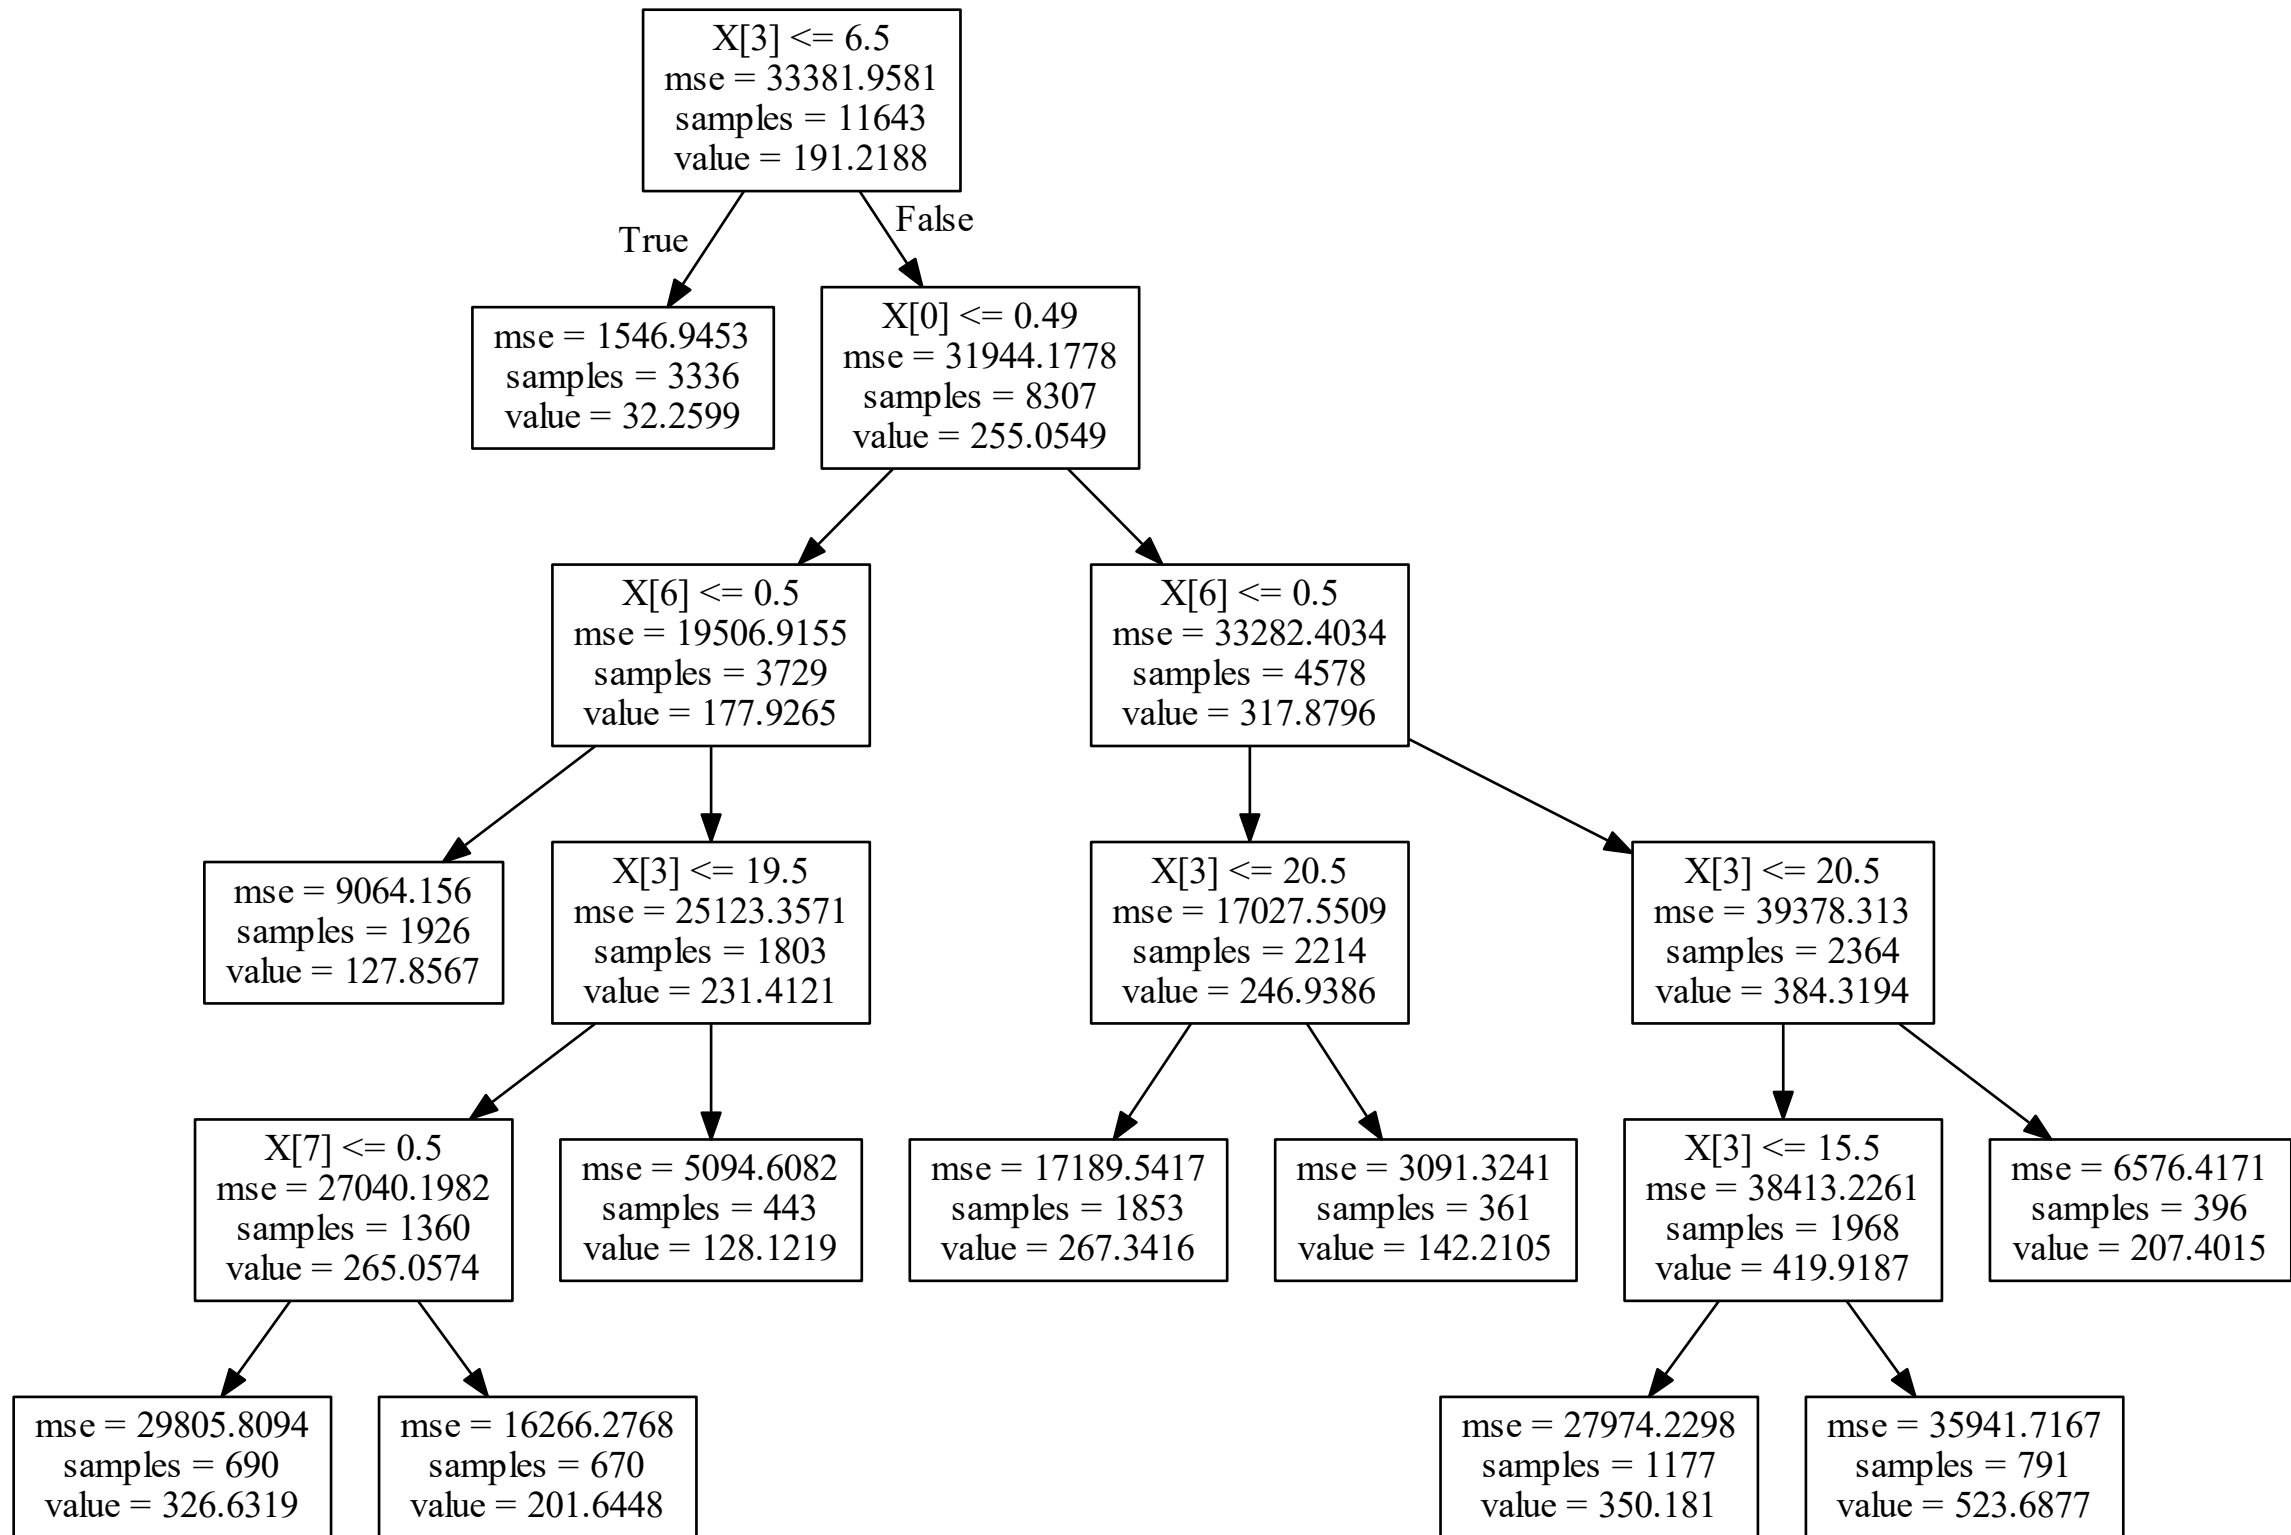 X[3] <= 6.5
mse = 33381.9581
samples = 11643
value = 191.2188
True
False
mse = 1546.9453
samples = 3336
value = 32.2599
X[0] <= 0.49
mse = 31944.1778
samples = 8307
value = 255.0549
X[6] <= 0.5
mse = 19506.9155
samples = 3729
value = 177.9265
X[6] <= 0.5
mse = 33282.4034
samples = 4578
value = 317.8796
mse = 9064.156
samples = 1926
value = 127.8567
X[3] <= 19.5
mse = 25123.3571
samples = 1803
value = 231.4121
X[3] <= 20.5
mse = 17027.5509
samples = 2214
value = 246.9386
X[3] <= 20.5
mse = 39378.313
samples = 2364
value = 384.3194
X[7] <= 0.5
mse = 27040.1982
samples = 1360
value = 265.0574
mse = 5094.6082
samples = 443
value = 128.1219
mse = 17189.5417
samples = 1853
value = 267.3416
mse = 3091.3241
samples = 361
value = 142.2105
X[3] <= 15.5
mse = 38413.2261
samples = 1968
value = 419.9187
mse = 6576.4171
samples = 396
value = 207.4015
mse = 29805.8094
samples = 690
value = 326.6319
mse = 16266.2768
samples = 670
value = 201.6448
mse = 27974.2298
samples = 1177
value = 350.181
mse = 35941.7167
samples = 791
value = 523.6877